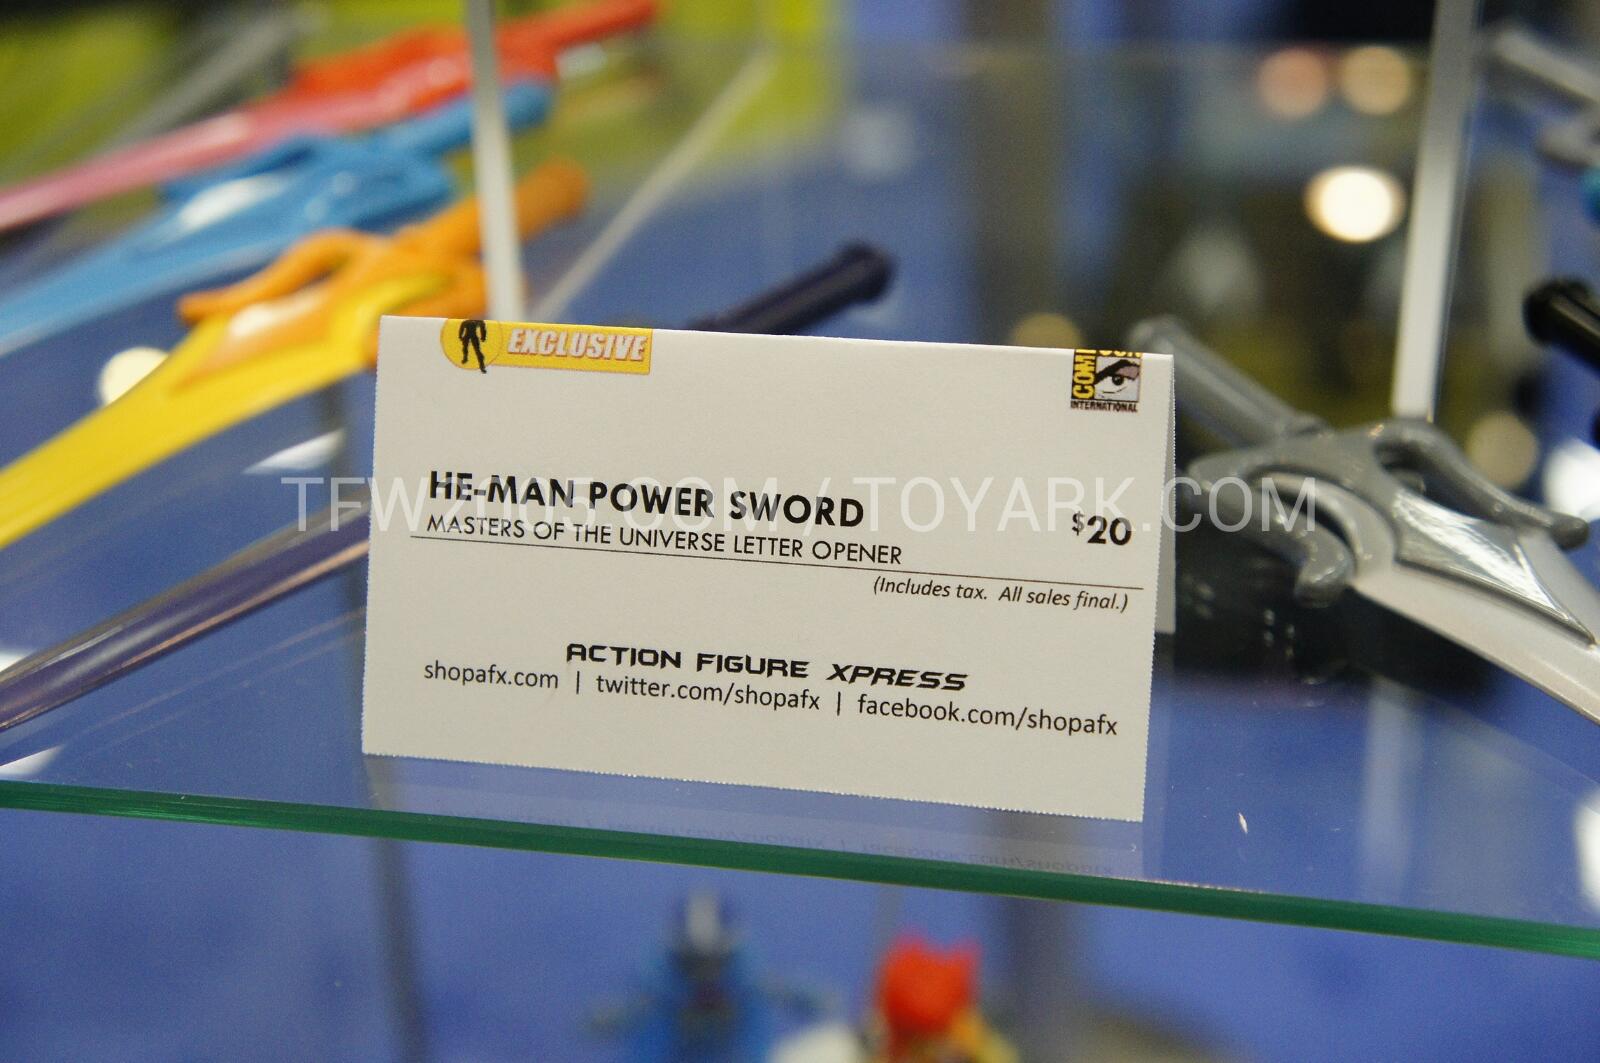 EXCLUSIVE
COMIC CON
INTERNATIONAL
HE-MAN POWER SWORD
MASTERS OF THE UNIVERSE LETTER OPENER
$20
(Includes tax. All sales final.)
ACTION FIGURE XPRESS
shopafx.com | twitter.com/shopafx | facebook.com/shopafx
TFW2005.COM / TOYARK.COM